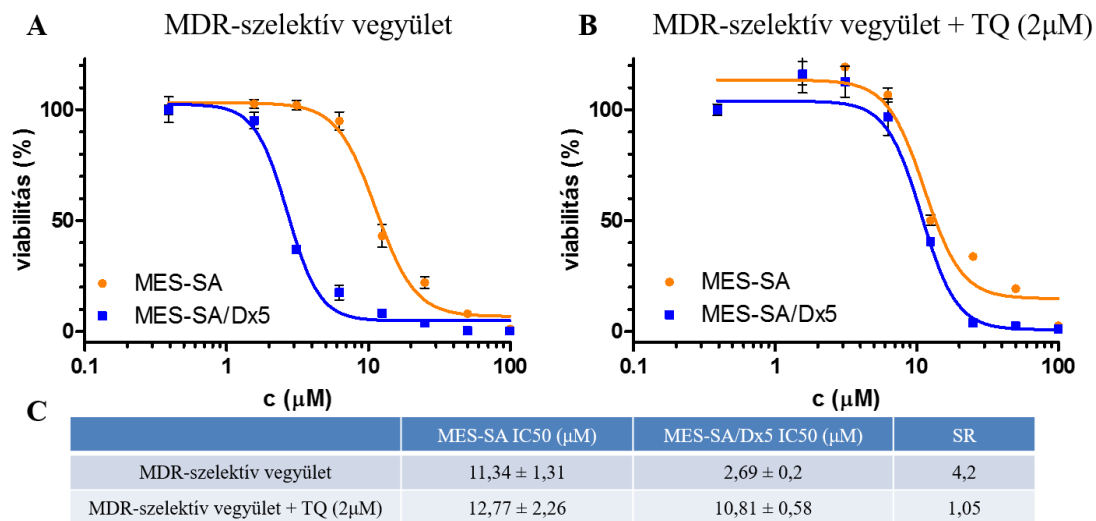 A MDR-szelektív vegyület
viabilitás (%)
100
50
0
0.1 1 10 100
c (μM)
MES-SA
MES-SA/Dx5
B MDR-szelektív vegyület + TQ (2μM)
viabilitás (%)
100
50
0
0.1 1 10 100
c (μM)
MES-SA
MES-SA/Dx5
C
MES-SA IC50 (μM) MES-SA/Dx5 IC50 (μM) SR
MDR-szelektív vegyület 11,34 ± 1,31 2,69 ± 0,2 4,2
MDR-szelektív vegyület + TQ (2μM) 12,77 ± 2,26 10,81 ± 0,58 1,05